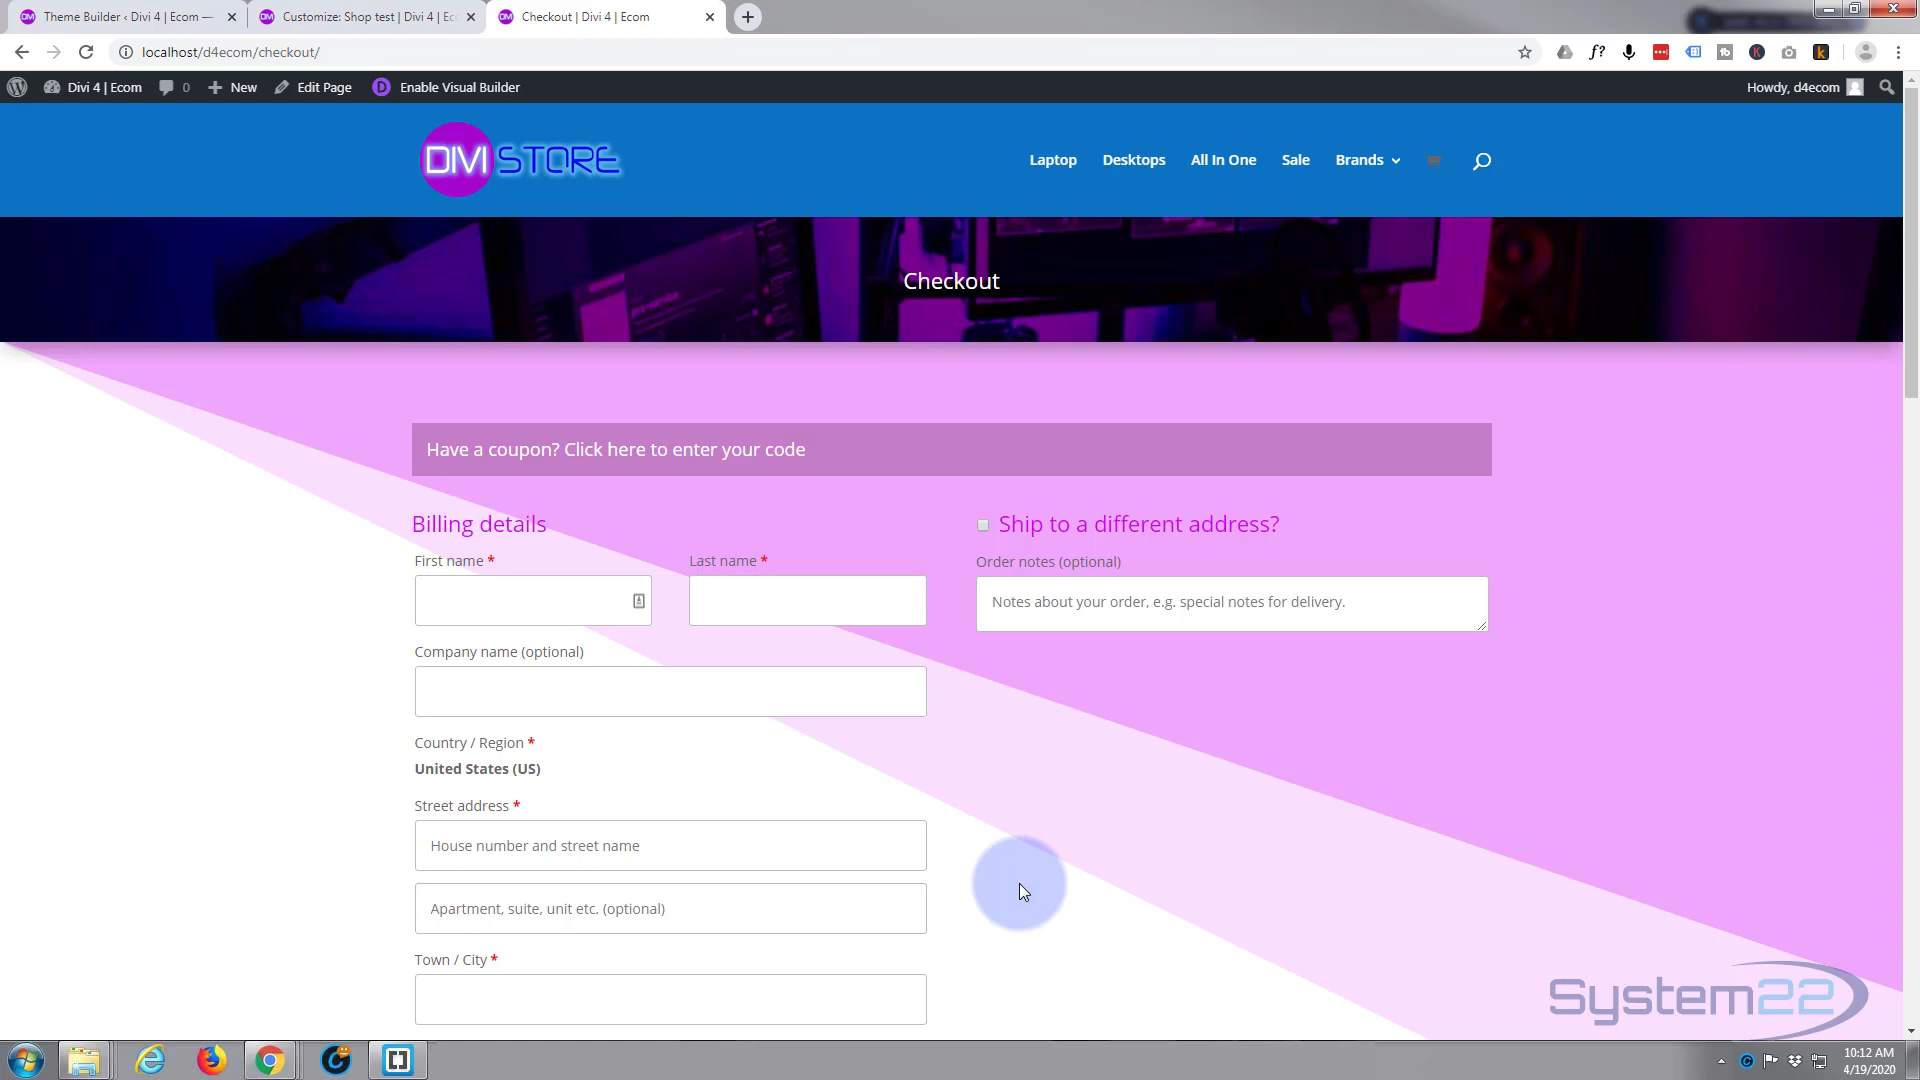 Theme Builder ‹ Divi 4 | Ecom —
Customize: Shop test | Divi 4 | Ec
Checkout | Divi 4 | Ecom
localhost/d4ecom/checkout/
Divi 4 | Ecom
0
New
Edit Page
Enable Visual Builder
Howdy, d4ecom
DIVI STORE
Laptop
Desktops
All In One
Sale
Brands
Checkout
Have a coupon? Click here to enter your code
Billing details
Ship to a different address?
First name *
Last name *
Order notes (optional)
Notes about your order, e.g. special notes for delivery.
Company name (optional)
Country / Region *
United States (US)
Street address *
House number and street name
Apartment, suite, unit etc. (optional)
Town / City *
System22
10:12 AM
4/19/2020